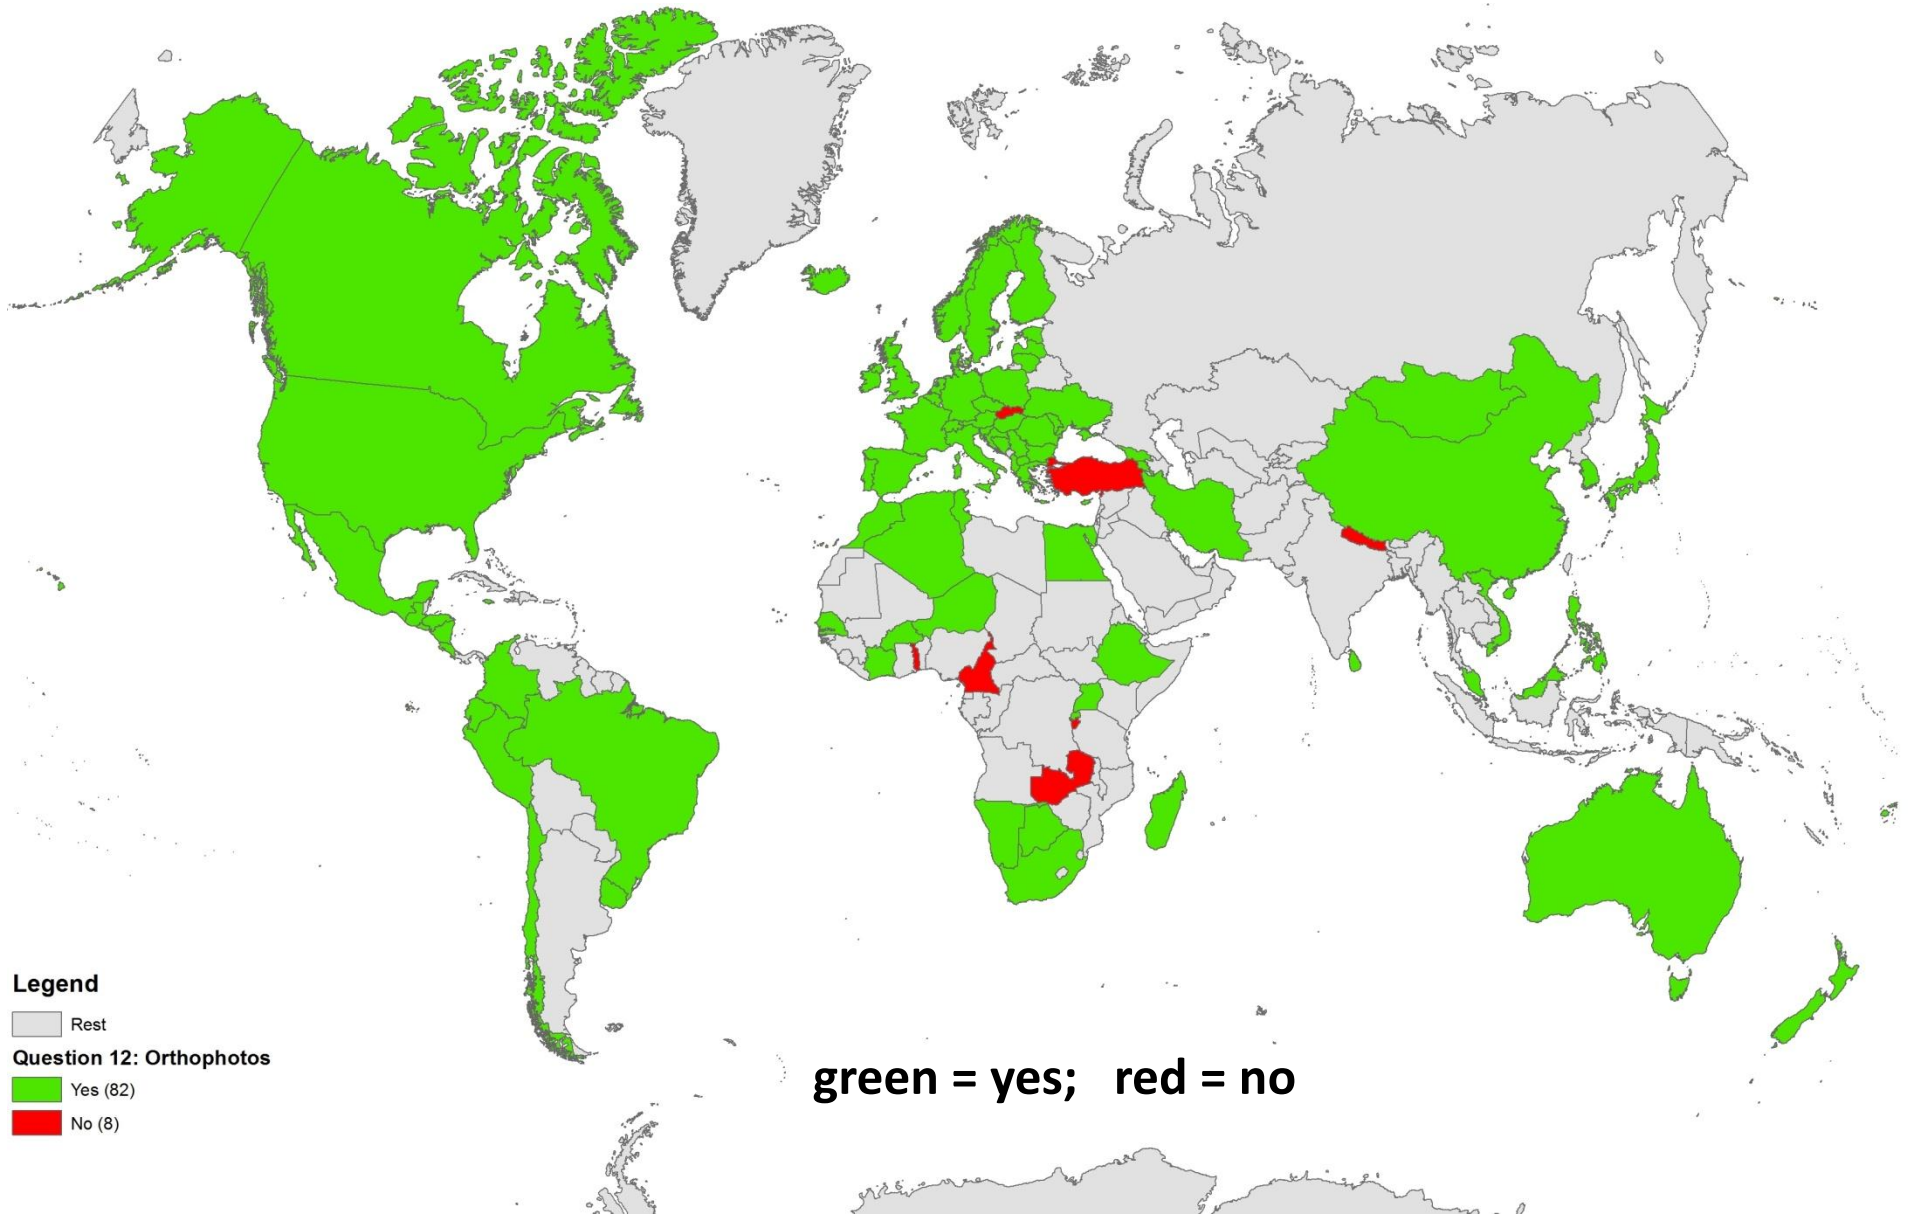 Legend
Rest
Question 12: Orthophotos
Yes (82)
No (8)
green = yes;   red = no